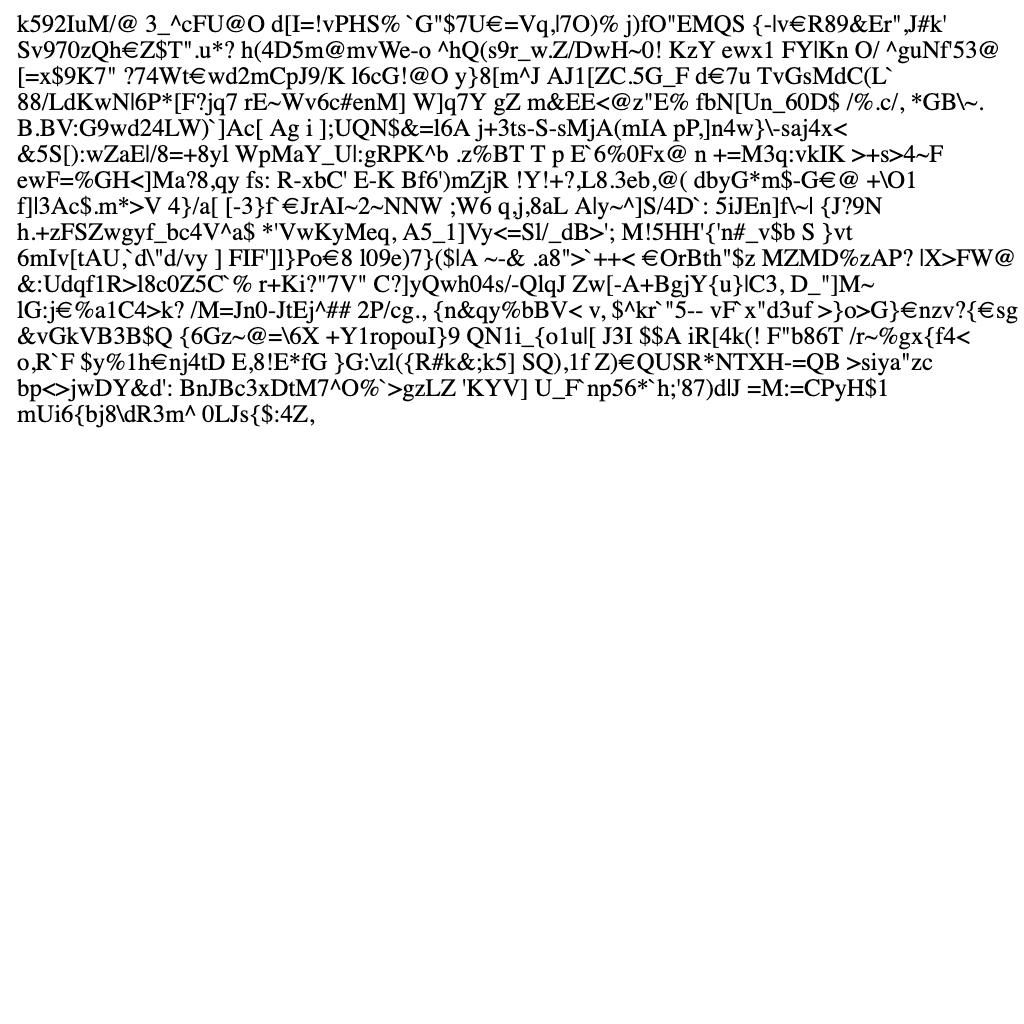 k592IuM/@ 3_^cFU@O d[I=!vPHS% `G"$7U€=Vq,|7O)% j)fO"EMQS {-|v€R89&Er",J#k'
Sv970zQh€Z$T".u*? h(4D5m@mvWe-o ^hQ(s9r_w.Z/DwH~0! KzY ewx1 FY|Kn O/ ^guNf'53@
[=x$9K7" ?74Wt€wd2mCpJ9/K l6cG!@O y}8[m^J AJ1[ZC.5G_F d€7u TvGsMdC(L`
88/LdKwN|6P*[F?jq7 rE~Wv6c#enM] W]q7Y gZ m&EE<@z"E% fbN[Un_60D$ /%.c/, *GB\~.
B.BV:G9wd24LW)`]Ac[ Ag i ];UQN$&=l6A j+3ts-S-sMjA(mIA pP,]n4w}\-saj4x<
&5S[):wZaE|/8=+8yl WpMaY_U|:gRPK^b .z%BT T p E`6%0Fx@ n +=M3q:vkIK >+s>4~F
ewF=%GH<]Ma?8,qy fs: R-xbC' E-K Bf6')mZjR !Y!+?,L8.3eb,@( dbyG*m$-G€@ +\O1
f]|3Ac$.m*>V 4}/a[ [-3}f`€JrAI~2~NNW ;W6 q,j,8aL A|y~^]S/4D`: 5iJEn]f\~| {J?9N
h.+zFSZwgyf_bc4V^a$ *'VwKyMeq, A5_1]Vy<=Sl/_dB>'; M!5HH'{'n#_v$b S }vt
6mIv[tAU,`d\"d/vy ] FIF']l}Po€8 l09e)7}($|A ~-& .a8">`++< €OrBth"$z MZMD%zAP? |X>FW@
&:Udqf1R>l8c0Z5C`% r+Ki?"7V" C?]yQwh04s/-QlqJ Zw[-A+BgjY{u}|C3, D_"]M~
lG:j€%a1C4>k? /M=Jn0-JtEj^## 2P/cg., {n&qy%bBV< v, $^kr`"5-- vF`x"d3uf >}o>G}€nzv?{€sg
&vGkVB3B$Q {6Gz~@=\6X +Y1ropouI}9 QN1i_{o1u|[ J3I $$A iR[4k(! F"b86T /r~%gx{f4<
o,R`F $y%1h€nj4tD E,8!E*fG }G:\zl({R#k&;k5] SQ),1f Z)€QUSR*NTXH-=QB >siya"zc
bp<>jwDY&d': BnJBc3xDtM7^O%`>gzLZ 'KYV] U_F`np56*`h;'87)dlJ =M:=CPyH$1
mUi6{bj8\dR3m^ 0LJs{$:4Z,